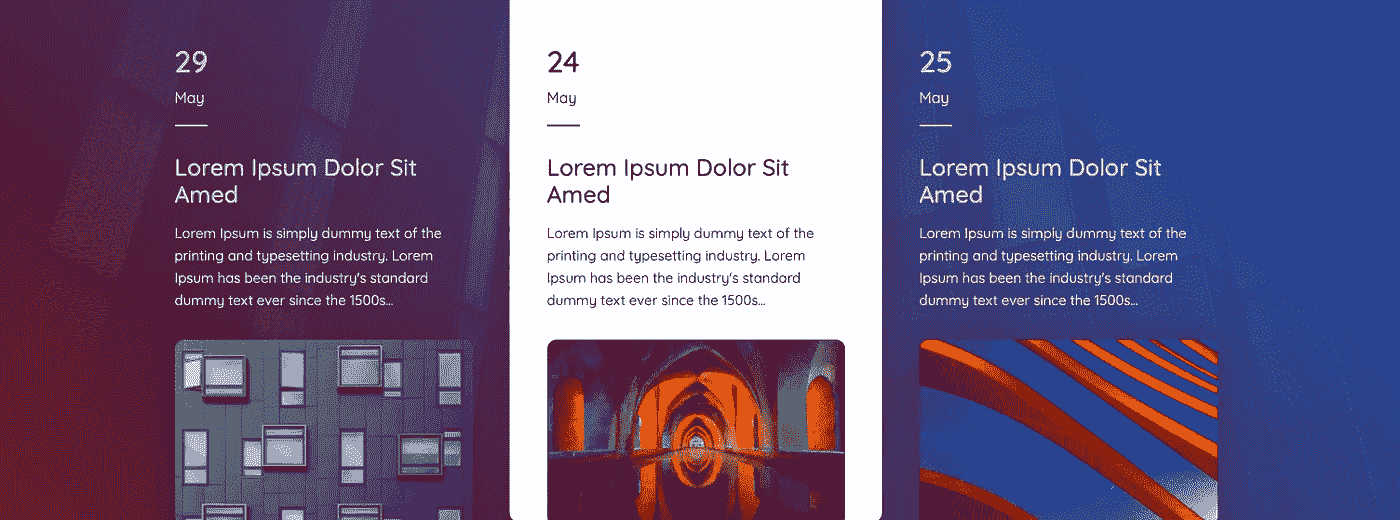 29
May
Lorem Ipsum Dolor Sit
Amed
Lorem Ipsum is simply dummy text of the
printing and typesetting industry. Lorem
Ipsum has been the industry's standard
dummy text ever since the 1500s...
24
May
Lorem Ipsum Dolor Sit
Amed
Lorem Ipsum is simply dummy text of the
printing and typesetting industry. Lorem
Ipsum has been the industry's standard
dummy text ever since the 1500s...
25
May
Lorem Ipsum Dolor Sit
Amed
Lorem Ipsum is simply dummy text of the
printing and typesetting industry. Lorem
Ipsum has been the industry's standard
dummy text ever since the 1500s...